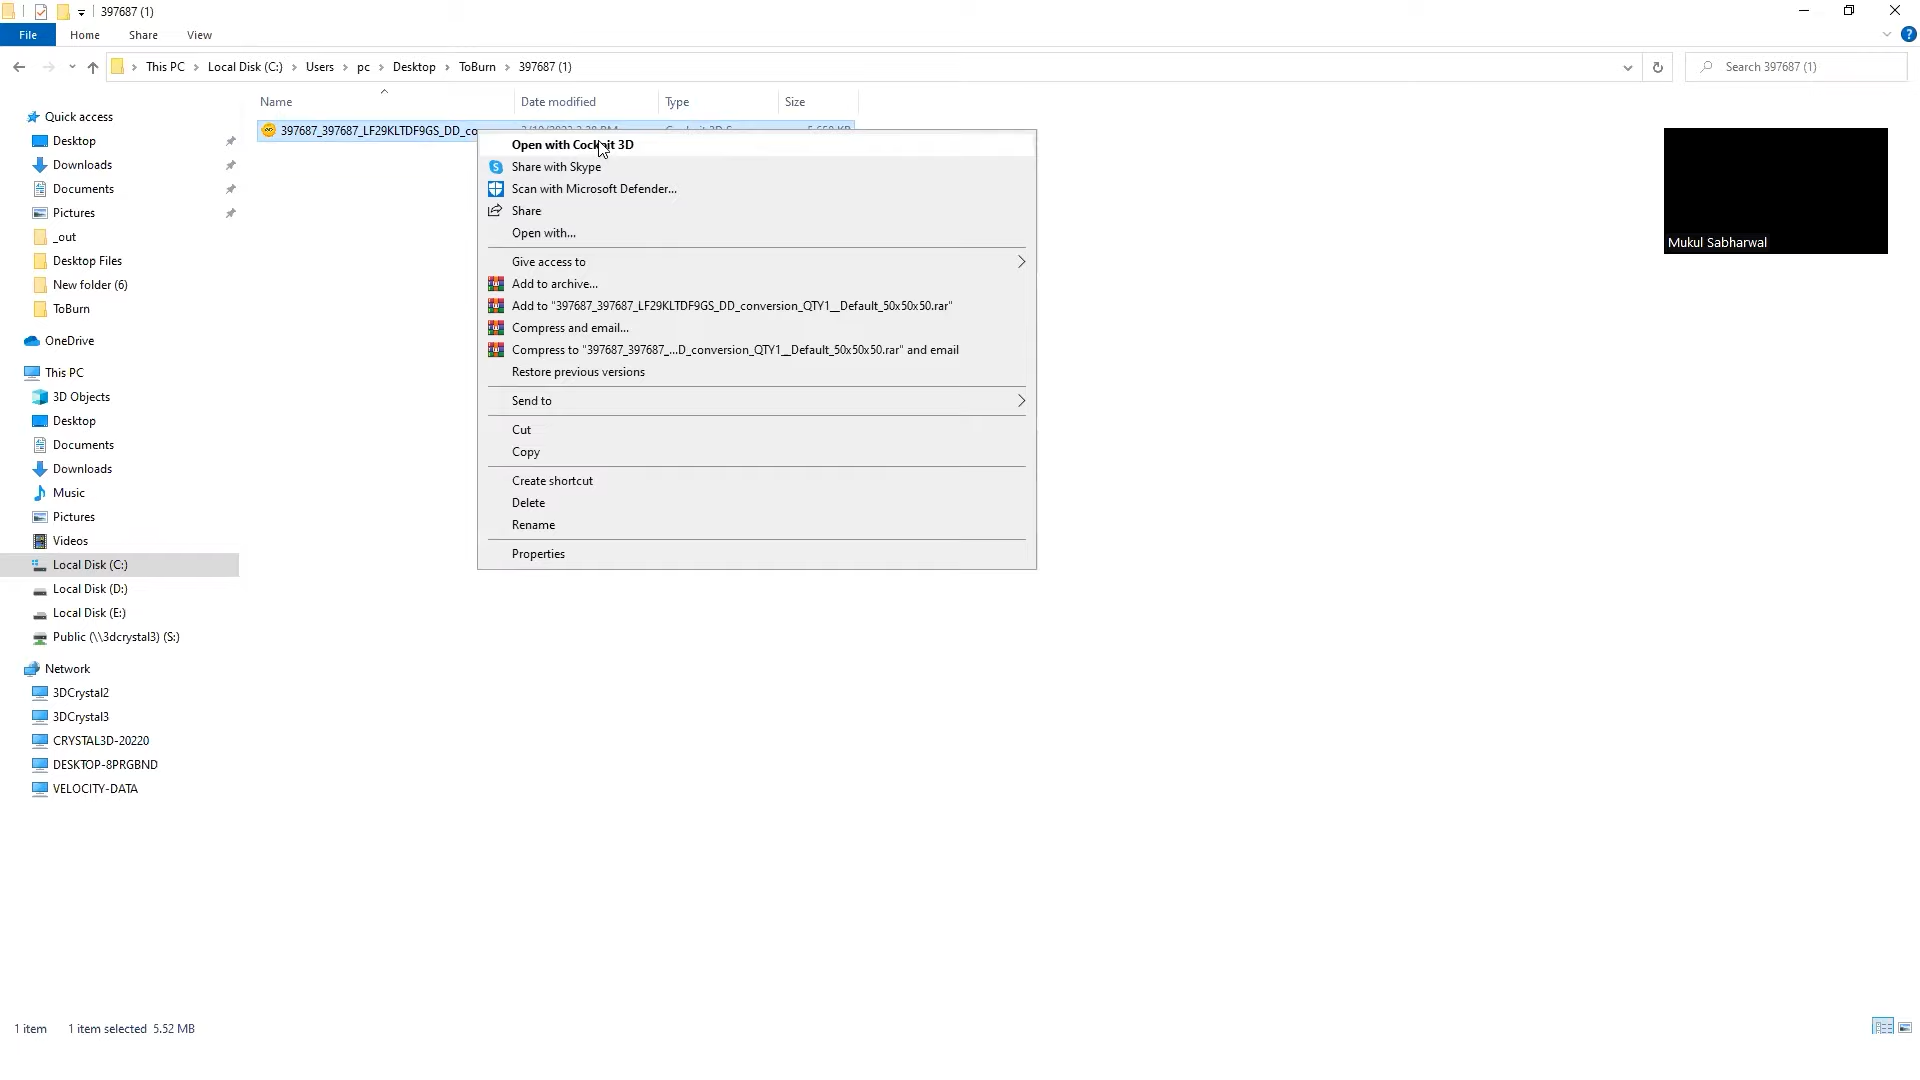 397687 (1)
File Home Share View
This PC Local Disk (C:) Users pc Desktop ToBurn 397687 (1)
Search 397687 (1)
Name Date modified Type Size
397687_397687_LF29KLTDF9GS_DD_co
Quick access
Desktop
Downloads
Documents
Pictures
_out
Desktop Files
New folder (6)
ToBurn
OneDrive
This PC
3D Objects
Desktop
Documents
Downloads
Music
Pictures
Videos
Local Disk (C:)
Local Disk (D:)
Local Disk (E:)
Public (\\3dcrystal3) (S:)
Network
3DCrystal2
3DCrystal3
CRYSTAL3D-20220
DESKTOP-8PRGBND
VELOCITY-DATA
Open with Cockpit 3D
Share with Skype
Scan with Microsoft Defender...
Share
Open with...
Give access to
Add to archive...
Add to "397687_397687_LF29KLTDF9GS_DD_conversion_QTY1__Default_50x50x50.rar"
Compress and email...
Compress to "397687_397687_...D_conversion_QTY1__Default_50x50x50.rar" and email
Restore previous versions
Send to
Cut
Copy
Create shortcut
Delete
Rename
Properties
Mukul Sabharwal
1 item 1 item selected 5.52 MB